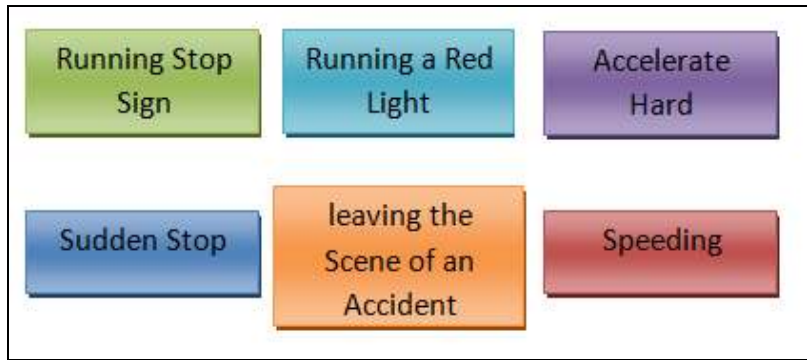 Running Stop
Sign
Running a Red
Light
Accelerate
Hard
Sudden Stop
leaving the
Scene of an
Accident
Speeding